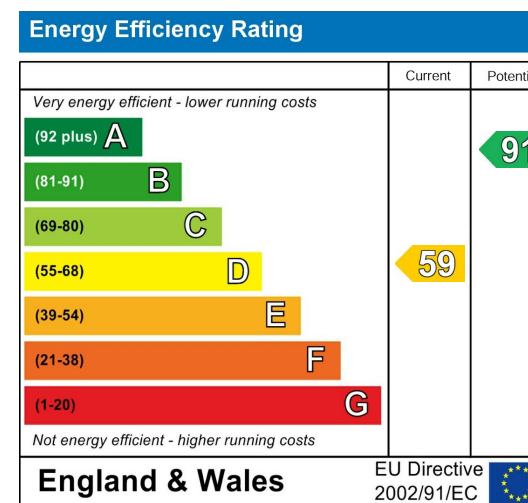 Energy Efficiency Rating
Current Potenti
Very energy efficient - lower running costs
(92 plus) A
91
(81-91) B
(69-80) C
(55-68) D
59
(39-54) E
(21-38) F
(1-20) G
Not energy efficient - higher running costs
England & Wales
EU Directive
2002/91/EC